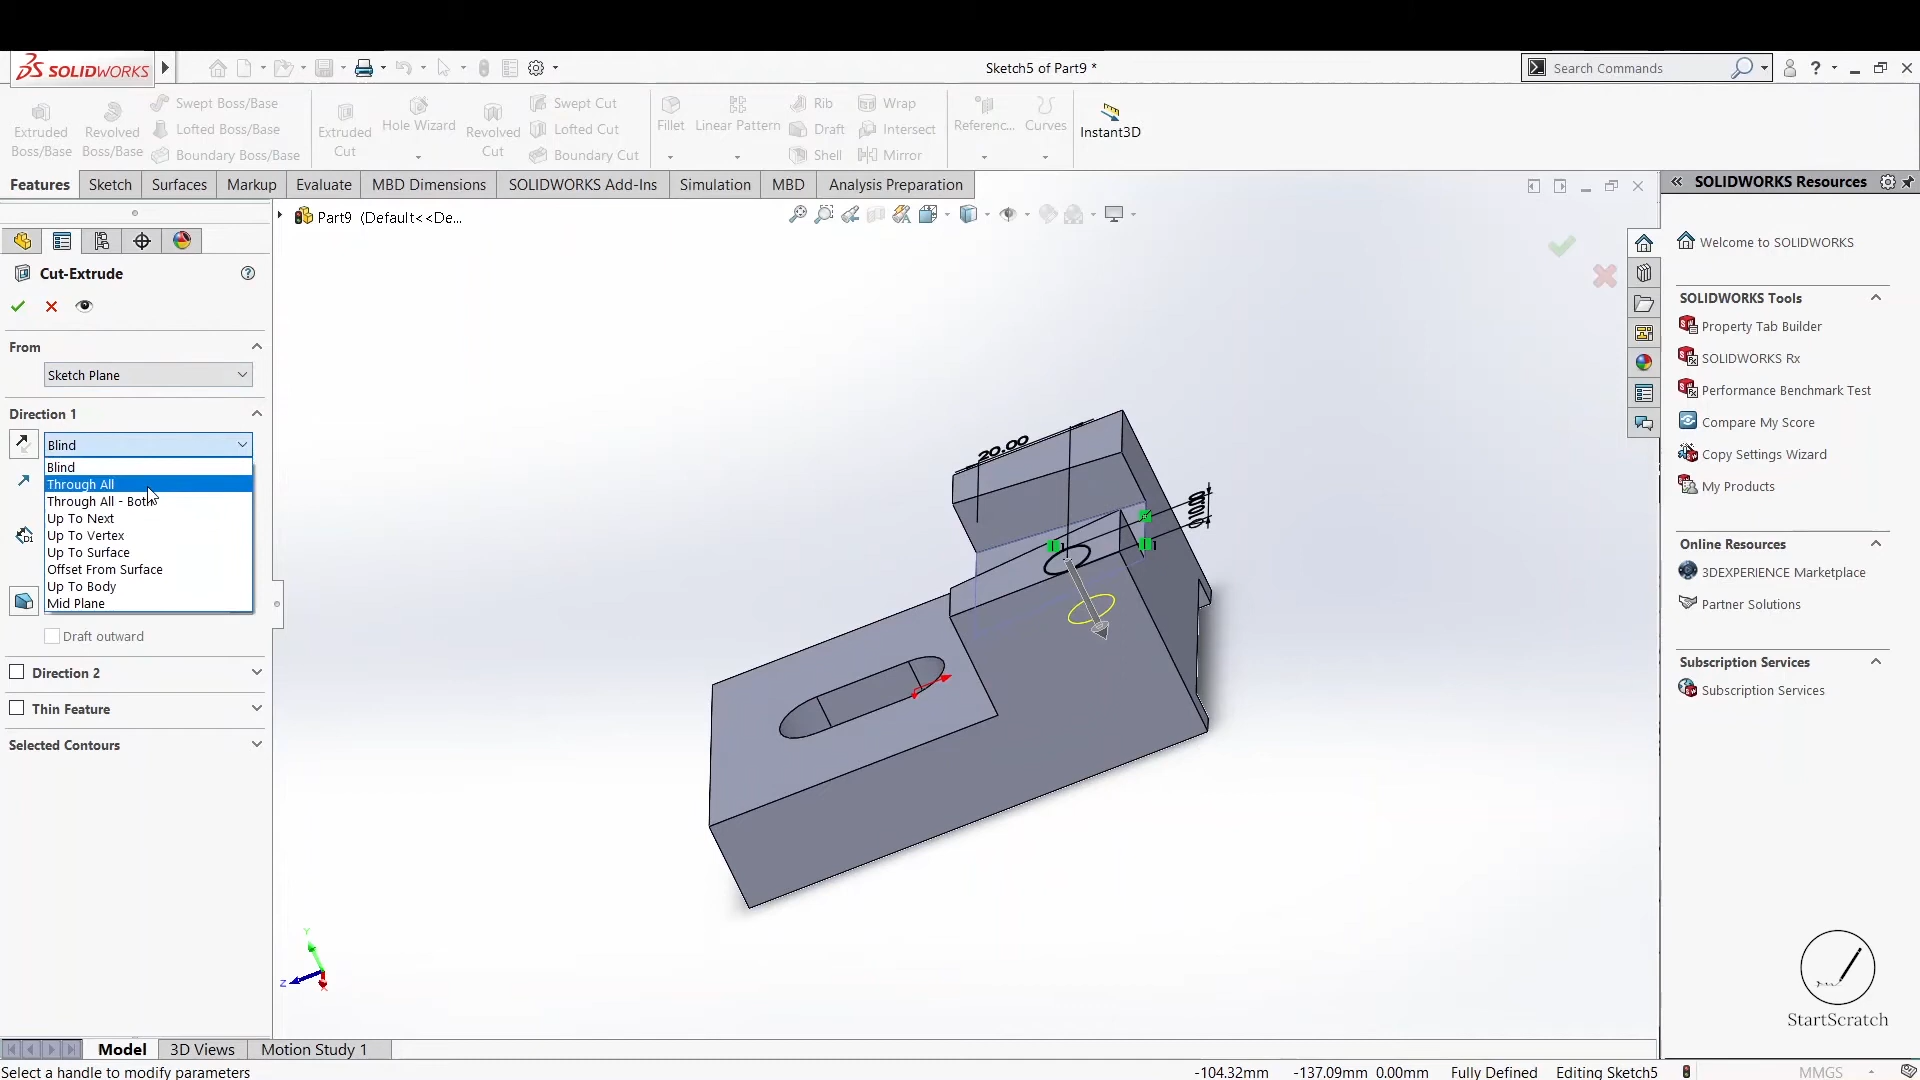 SOLIDWORKS
Sketch5 of Part9 *
Search Commands
Extruded Boss/Base
Revolved Boss/Base
Swept Boss/Base
Lofted Boss/Base
Boundary Boss/Base
Extruded Cut
Hole Wizard
Revolved Cut
Swept Cut
Lofted Cut
Boundary Cut
Fillet
Linear Pattern
Rib
Draft
Shell
Wrap
Intersect
Mirror
Referenc...
Curves
Instant3D
Features
Sketch
Surfaces
Markup
Evaluate
MBD Dimensions
SOLIDWORKS Add-Ins
Simulation
MBD
Analysis Preparation
Part9 (Default<<De...
Cut-Extrude
From
Sketch Plane
Direction 1
Blind
Blind
Through All
Through All - Both
Up To Next
Up To Vertex
Up To Surface
Offset From Surface
Up To Body
Mid Plane
Draft outward
Direction 2
Thin Feature
Selected Contours
20.00
Y
Z
X
SOLIDWORKS Resources
Welcome to SOLIDWORKS
SOLIDWORKS Tools
Property Tab Builder
SOLIDWORKS Rx
Performance Benchmark Test
Compare My Score
Copy Settings Wizard
My Products
Online Resources
3DEXPERIENCE Marketplace
Partner Solutions
Subscription Services
Subscription Services
StartScratch
Model
3D Views
Motion Study 1
Select a handle to modify parameters
-104.32mm
-137.09mm
0.00mm
Fully Defined
Editing Sketch5
MMGS